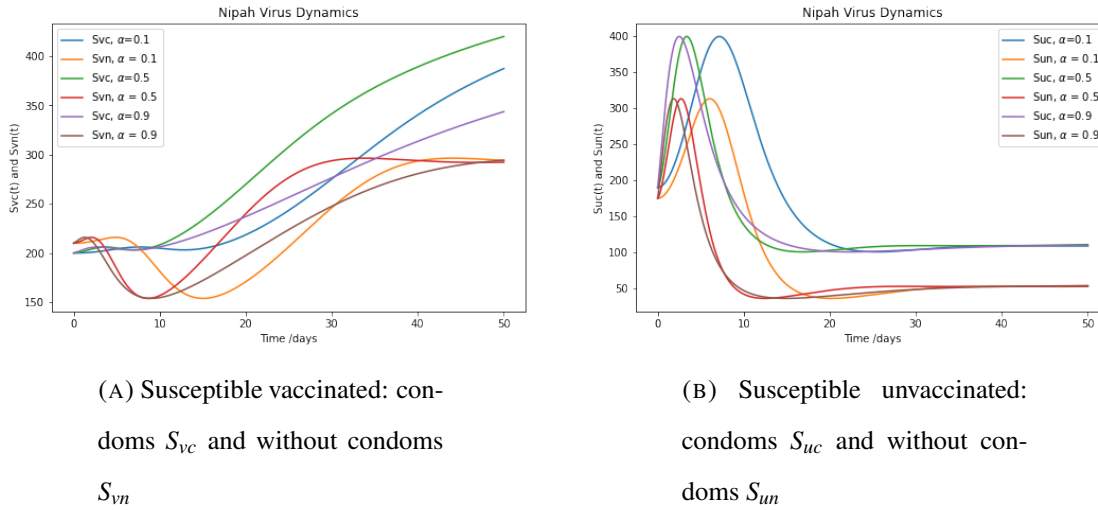 Nipah Virus Dynamics
Svc(t) and Svn(t)
400
350
300
250
200
150
Svc, α=0.1
Svn, α = 0.1
Svc, α=0.5
Svn, α = 0.5
Svc, α=0.9
Svn, α = 0.9
0 10 20 30 40 50
Time /days
Nipah Virus Dynamics
Suc(t) and Sun(t)
400
350
300
250
200
150
100
50
Suc, α=0.1
Sun, α = 0.1
Suc, α=0.5
Sun, α = 0.5
Suc, α=0.9
Sun, α = 0.9
0 10 20 30 40 50
Time /days
(A) Susceptible vaccinated: con-
doms Svc and without condoms
Svn
(B) Susceptible unvaccinated:
condoms Suc and without con-
doms Sun